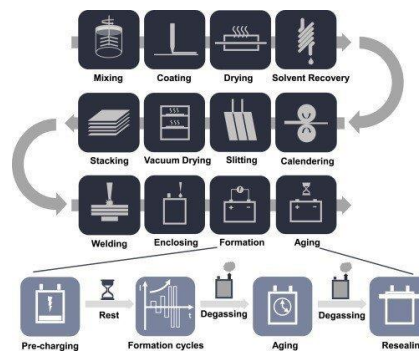 Mixing
Coating
Drying
Solvent Recovery
Stacking
Vacuum Drying
Slitting
Calendering
Welding
Enclosing
Formation
Aging
Pre-charging
Rest
Formation cycles
Degassing
Aging
Degassing
Resealing